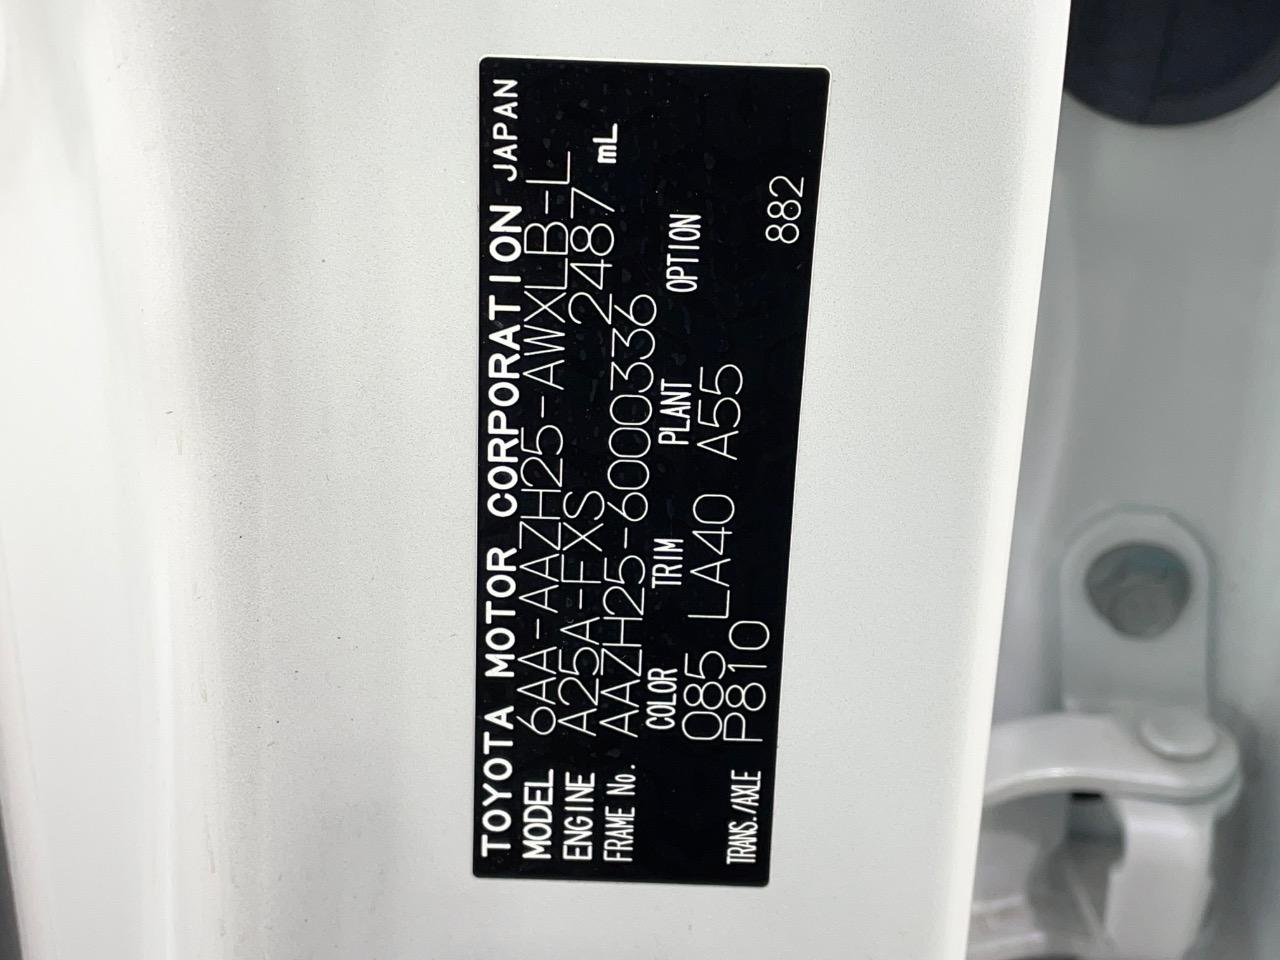 TOYOTA MOTOR CORPORATION JAPAN
MODEL 6AA-AAZH25-AWXLB-L
ENGINE A25A-FXS 2487 mL
FRAME No. AAZH25-6000336
COLOR TRIM PLANT OPTION
085 LA40 A55
TRANS./AXLE P810
882